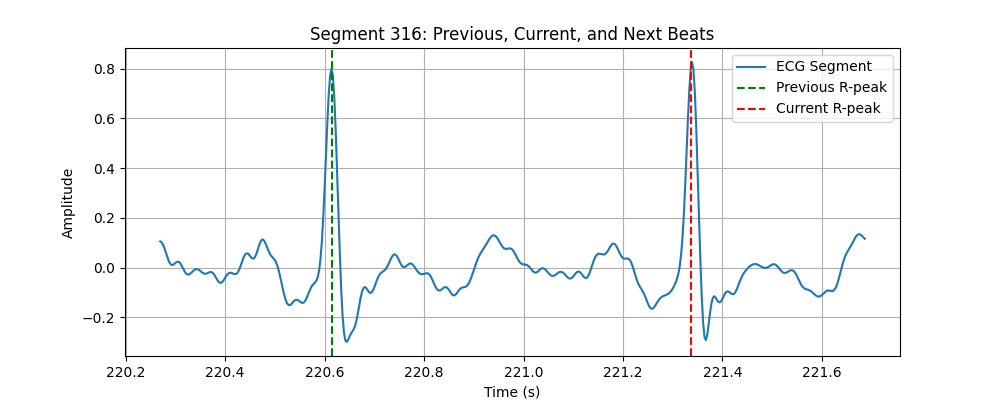 Segment 316: Previous, Current, and Next Beats
ECG Segment
Previous R-peak
Current R-peak
Amplitude
0.8
0.6
0.4
0.2
0.0
−0.2
220.2 220.4 220.6 220.8 221.0 221.2 221.4 221.6
Time (s)